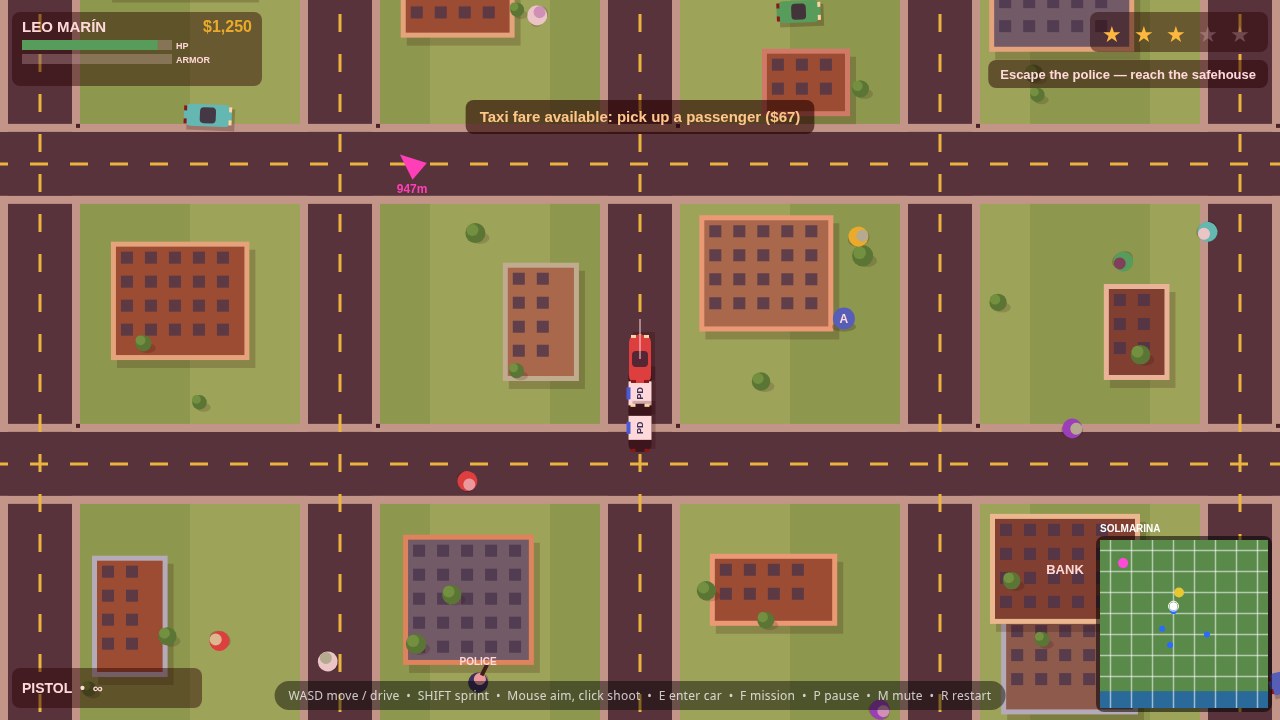 LEO MARÍN $1,250
HP
ARMOR
★ ★ ★ ★ ★
Escape the police — reach the safehouse
Taxi fare available: pick up a passenger ($67)
947m
A
PD
PD
SOLMARINA
BANK
POLICE
PISTOL • ∞
WASD move / drive • SHIFT sprint • Mouse aim, click shoot • E enter car • F mission • P pause • M mute • R restart